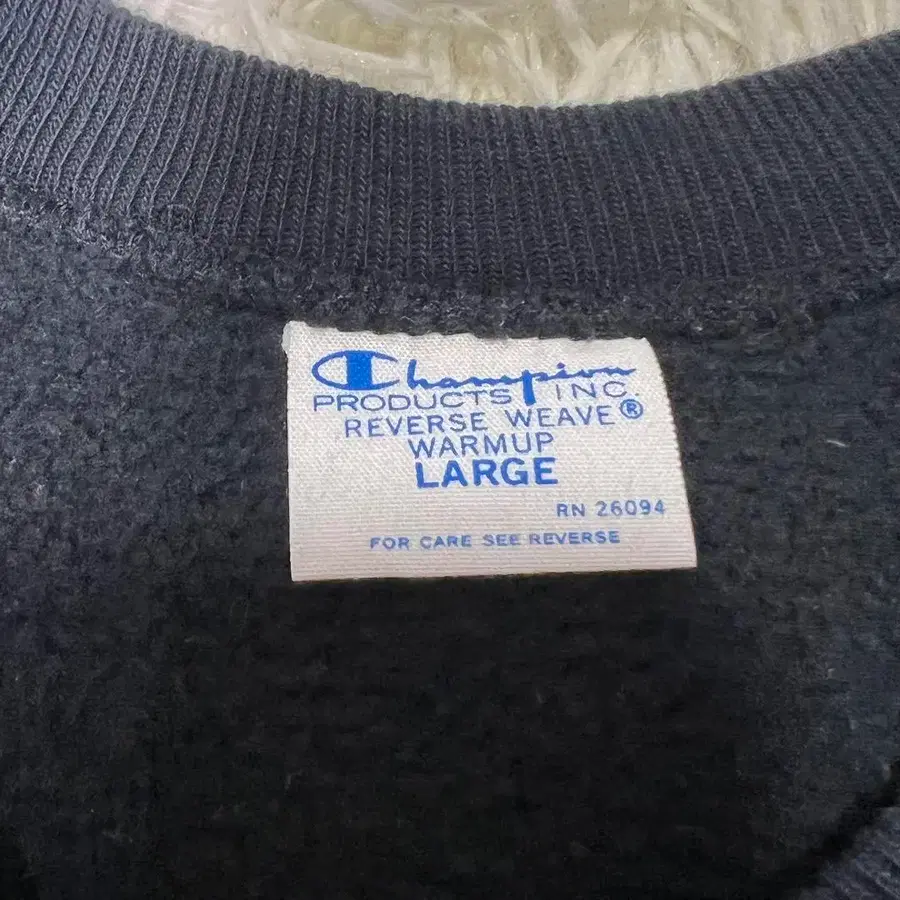 Champion
PRODUCTS INC.
REVERSE WEAVE®
WARMUP
LARGE
RN 26094
FOR CARE SEE REVERSE